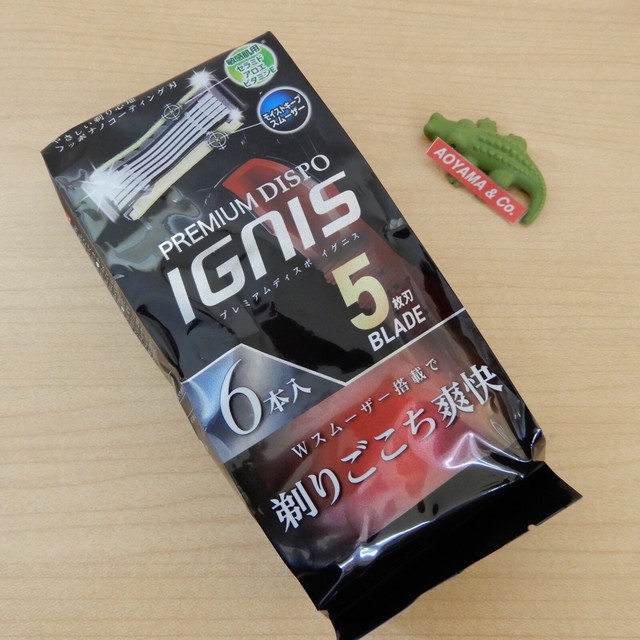 敏感肌用
セラミド
アロエ
ビタミンE
モイストキープ
スムーザー
やさしい剃り心地
ナノコーティング刃
PREMIUM DISPO
IGNIS
プレミアムディスポ イグニス
5枚刃
BLADE
6本入
Wスムーザー搭載で
剃りごこち爽快
AOYAMA & Co.